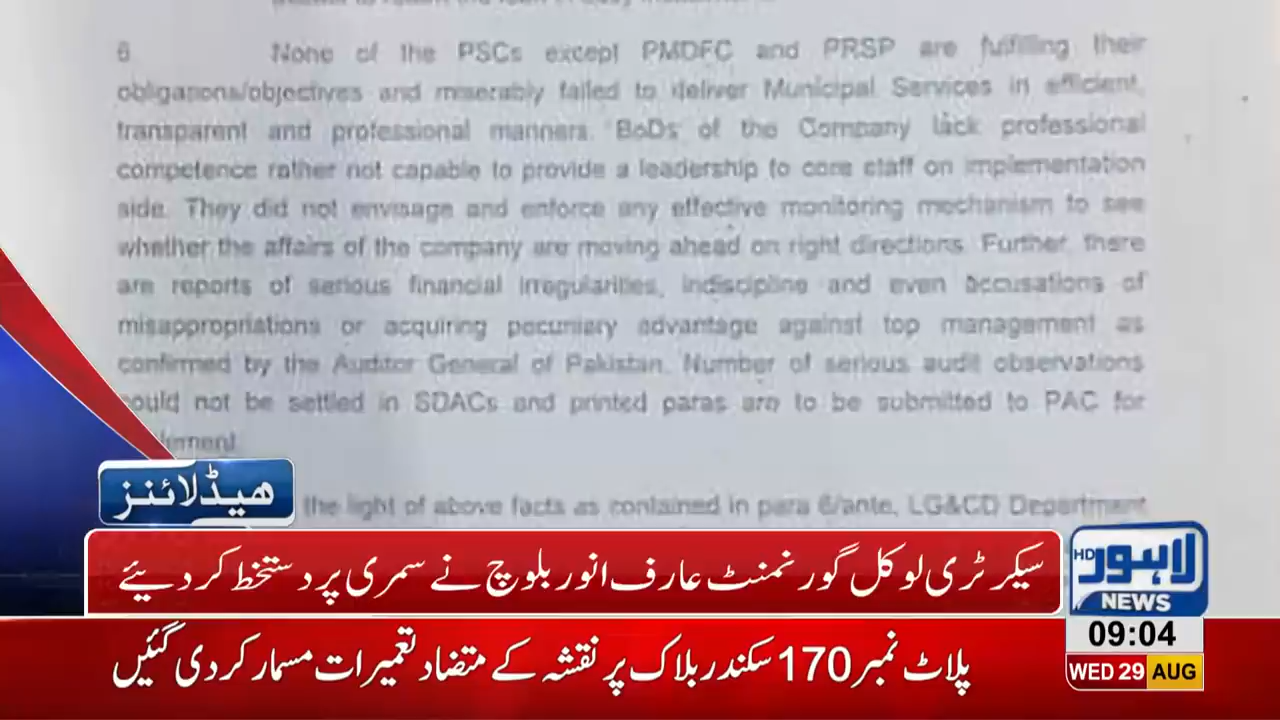 6 None of the PSCs except PMDFC and PRSP are fulfilling their
obligations/objectives and miserably failed to deliver Municipal Services in efficient,
transparent and professional manners. BoDs of the Company lack professional
competence rather not capable to provide a leadership to core staff on implementation
side. They did not envisage and enforce any effective monitoring mechanism to see
whether the affairs of the company are moving ahead on right directions. Further, there
are reports of serious financial irregularities, indiscipline and even accusations of
misappropriations or acquiring pecuniary advantage against top management as
confirmed by the Auditor General of Pakistan. Number of serious audit observations
could not be settled in SDACs and printed paras are to be submitted to PAC for
the light of above facts as contained in para 6/ante, LG&CD Department
ھیڈلائنز
سیکرٹری لوکل گورنمنٹ عارف انور بلوچ نے سمری پر دستخط کر دیئے
لاہور HD
NEWS
پلاٹ نمبر 170 سکندر بلاک پر نقشہ کے متضاد تعمیرات مسمار کر دی گئیں
09:04
WED 29 AUG